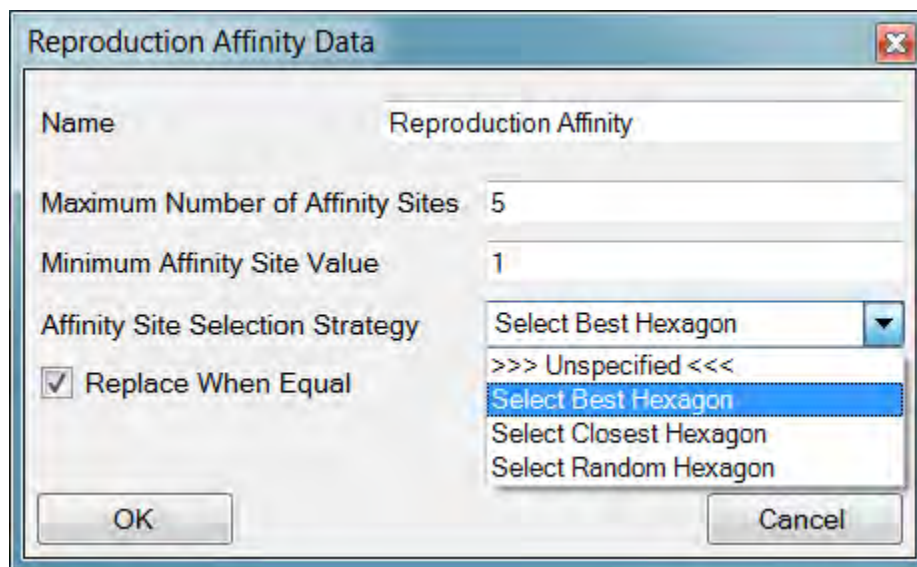 Reproduction Affinity Data
Name Reproduction Affinity
Maximum Number of Affinity Sites 5
Minimum Affinity Site Value 1
Affinity Site Selection Strategy Select Best Hexagon
>>> Unspecified <<<
Replace When Equal
Select Best Hexagon
Select Closest Hexagon
Select Random Hexagon
OK Cancel